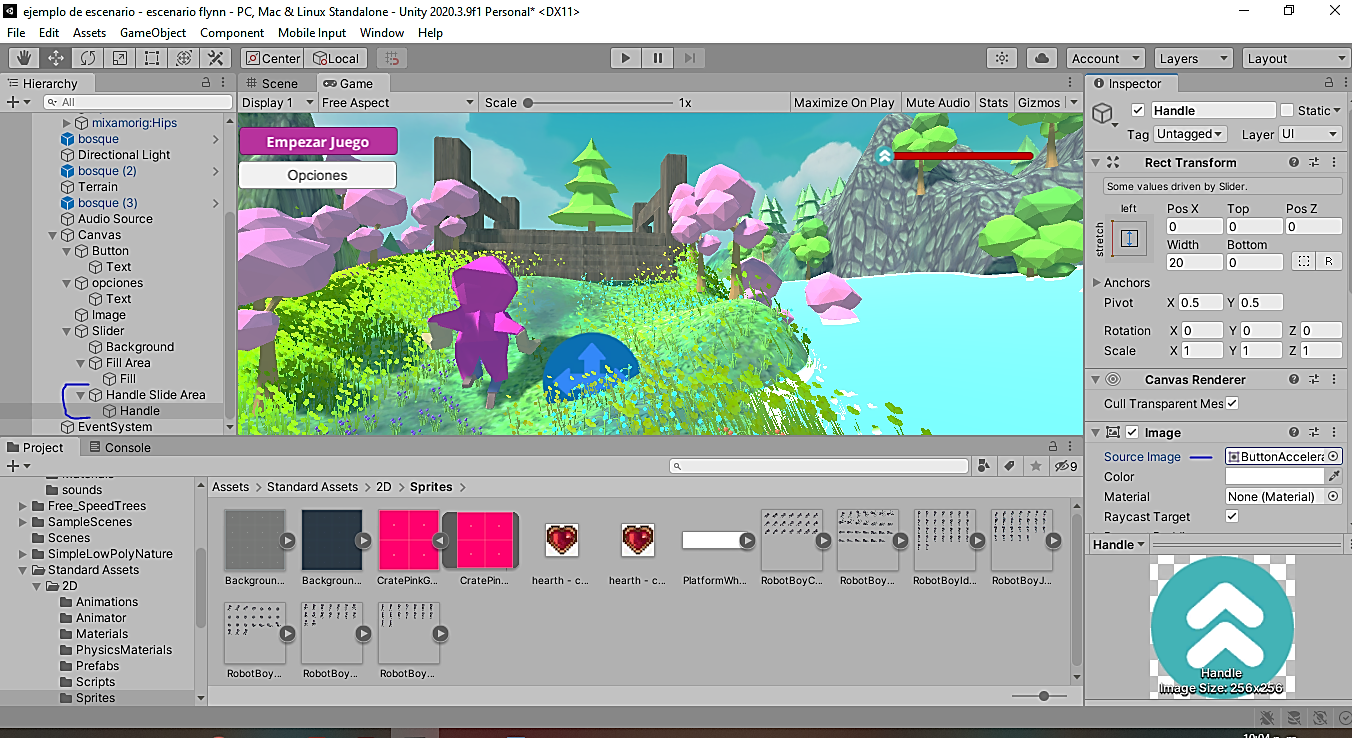 ejemplo de escenario - escenario flynn - PC, Mac & Linux Standalone - Unity 2020.3.9f1 Personal* <DX11>
File Edit Assets GameObject Component Mobile Input Window Help
Center Local Account Layers Layout
Hierarchy
All
mixamorig:Hips
bosque
Directional Light
bosque (2)
Terrain
bosque (3)
Audio Source
Canvas
Button
Text
opciones
Text
Image
Slider
Background
Fill Area
Fill
Handle Slide Area
Handle
EventSystem
Scene Game
Display 1 Free Aspect Scale 1x Maximize On Play Mute Audio Stats Gizmos
Empezar Juego
Opciones
Inspector
Handle Static
Tag Untagged Layer UI
Rect Transform
Some values driven by Slider.
left Pos X Top Pos Z
stretch 0 0 0
Width Bottom
20 0 R
Anchors
Pivot X 0.5 Y 0.5
Rotation X 0 Y 0 Z 0
Scale X 1 Y 1 Z 1
Canvas Renderer
Cull Transparent Mes
Image
Source Image ButtonAccelera
Color
Material None (Material)
Raycast Target
Handle
Handle
Image Size: 256x256
Project Console
9
sounds
Free_SpeedTrees
SampleScenes
Scenes
SimpleLowPolyNature
Standard Assets
2D
Animations
Animator
Materials
PhysicsMaterials
Prefabs
Scripts
Sprites
Assets > Standard Assets > 2D > Sprites >
Backgroun... Backgroun... CratePinkG... CratePin... hearth - c... hearth - c... PlatformWh... RobotBoyC... RobotBoy... RobotBoyId... RobotBoyJ...
RobotBoy... RobotBoy... RobotBoy...